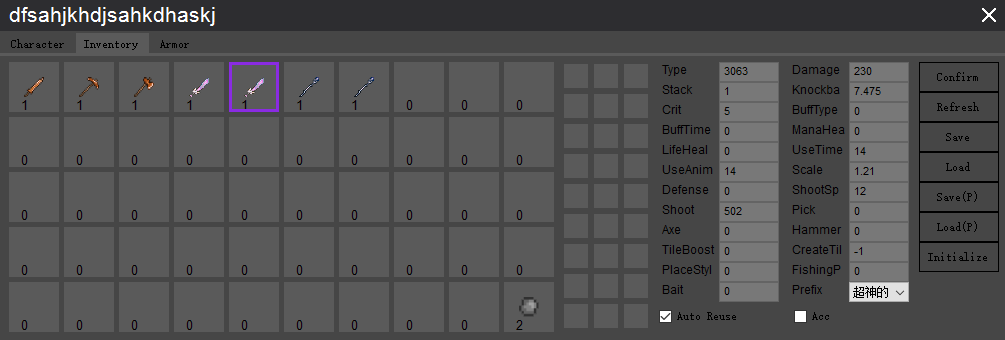 dfsahjkhdjsahkdhaskj
Character Inventory Armor
1 1 1 1 1 1 1 0 0 0
0 0 0 0 0 0 0 0 0 0
0 0 0 0 0 0 0 0 0 0
0 0 0 0 0 0 0 0 0 0
0 0 0 0 0 0 0 0 0 2
Type 3063 Damage 230
Stack 1 Knockba 7.475
Crit 5 BuffType 0
BuffTime 0 ManaHea 0
LifeHeal 0 UseTime 14
UseAnim 14 Scale 1.21
Defense 0 ShootSp 12
Shoot 502 Pick 0
Axe 0 Hammer 0
TileBoost 0 CreateTil -1
PlaceStyl 0 FishingP 0
Bait 0 Prefix 超神的
Auto Reuse Acc
Confirm
Refresh
Save
Load
Save(P)
Load(P)
Initialize